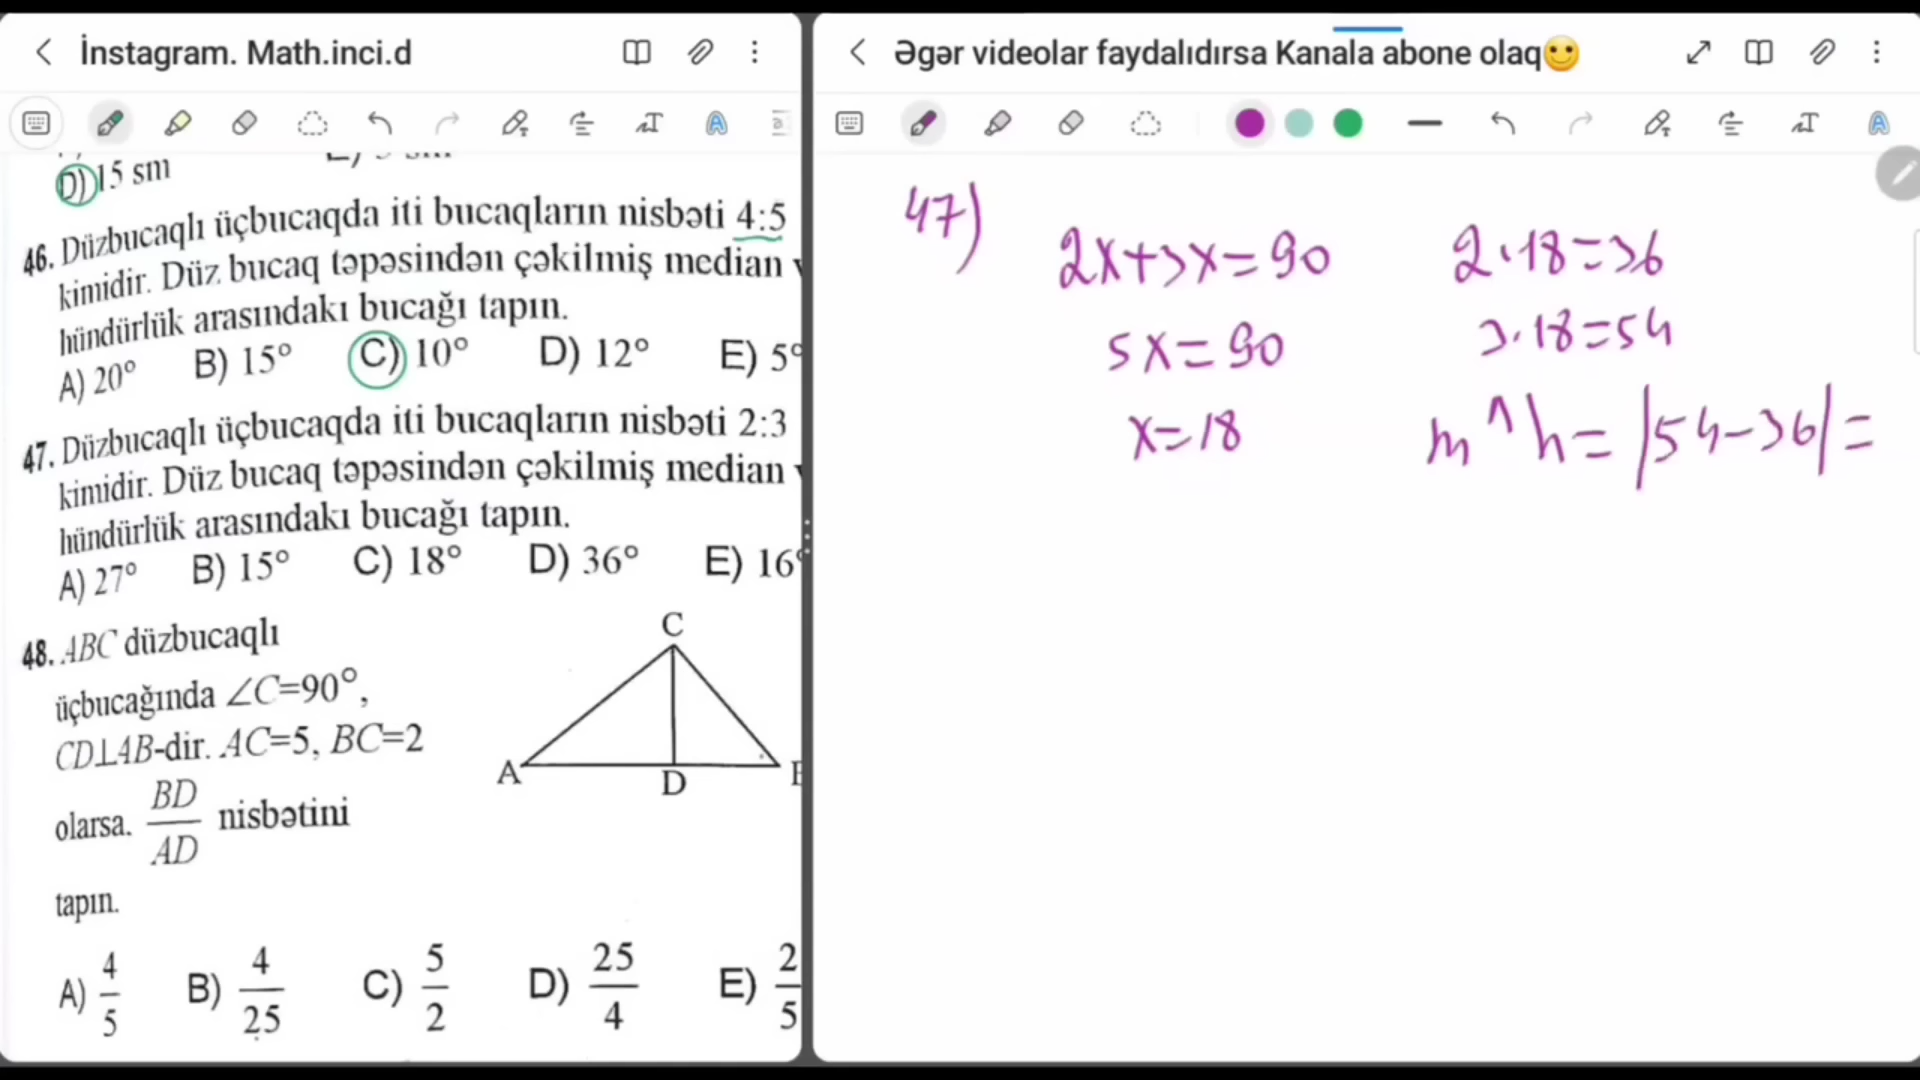 İnstagram. Math.inci.d
D) 15 sm
46. Düzbucaqlı üçbucaqda iti bucaqların nisbəti 4:5
kimidir. Düz bucaq təpəsindən çəkilmiş median v
hündürlük arasındakı bucağı tapın.
A) 20° B) 15° C) 10° D) 12° E) 5°
47. Düzbucaqlı üçbucaqda iti bucaqların nisbəti 2:3
kimidir. Düz bucaq təpəsindən çəkilmiş median v
hündürlük arasındakı bucağı tapın.
A) 27° B) 15° C) 18° D) 36° E) 16°
48. ABC düzbucaqlı
üçbucağında ∠C=90°,
CD⊥AB-dir. AC=5, BC=2
olarsa. BD/AD nisbətini
tapın.
C
A D
A) 4/5 B) 4/25 C) 5/2 D) 25/4 E) 2/5
Əgər videolar faydalıdırsa Kanala abone olaq🙂
47)
2x+3x=90 2·18=36
5x=90 3·18=54
x=18 m^h=|54-36|=